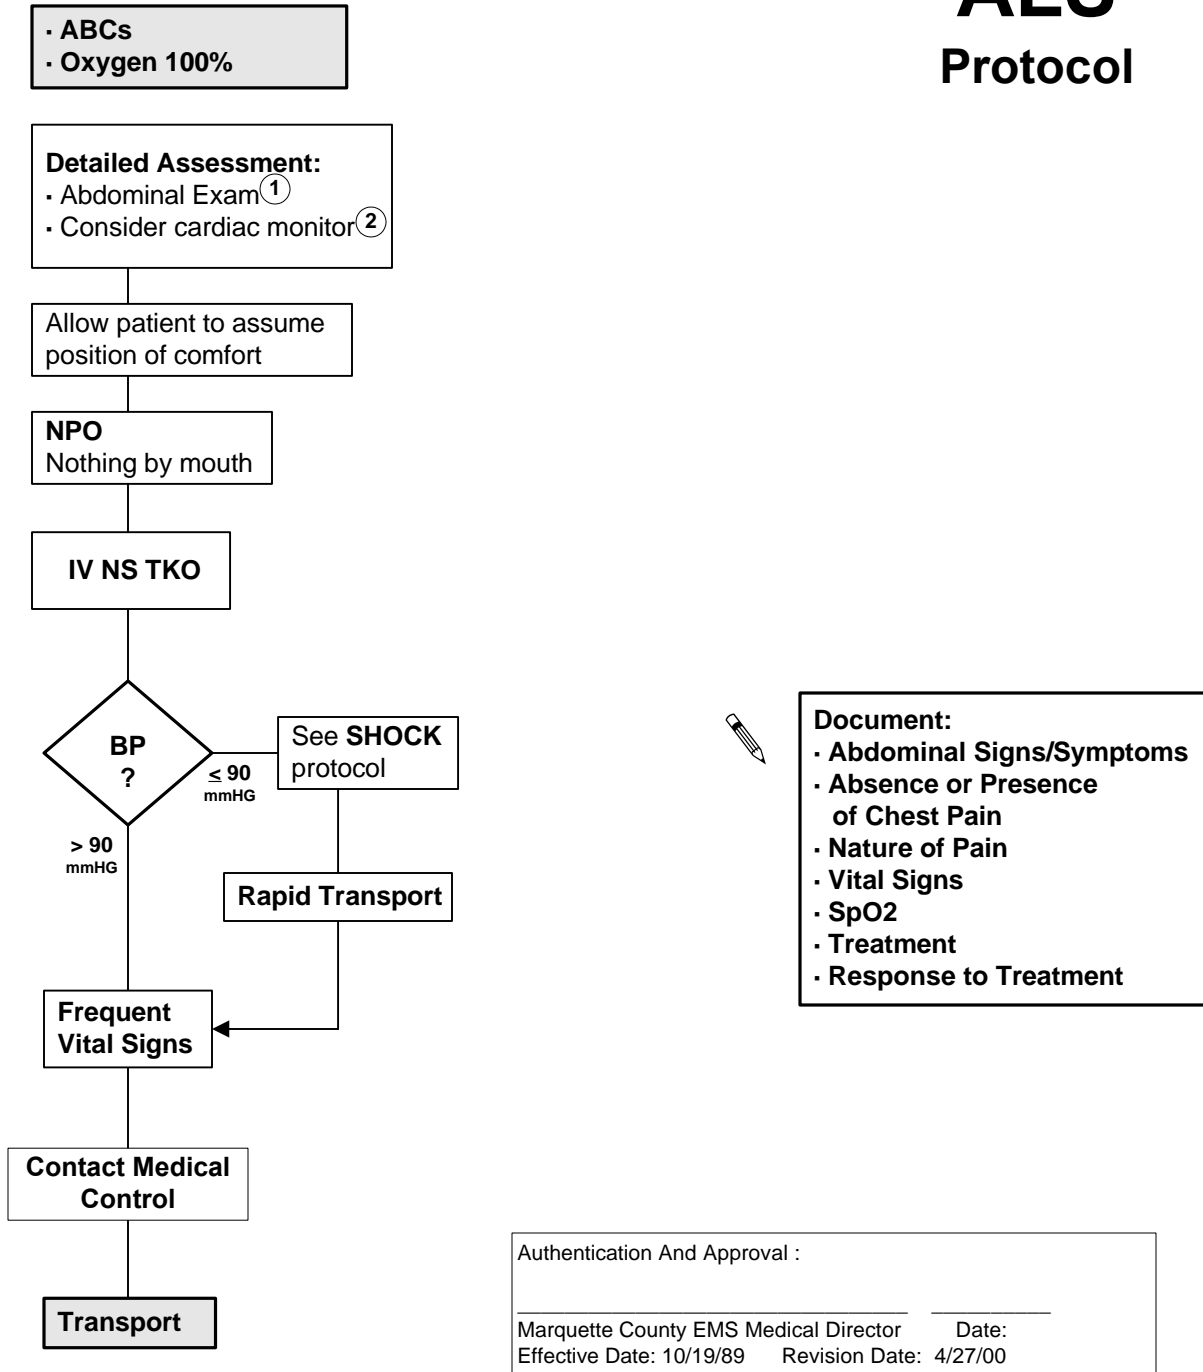 ALS
Protocol
· ABCs
· Oxygen 100%
Detailed Assessment:
· Abdominal Exam 1
· Consider cardiac monitor 2
Allow patient to assume
position of comfort
NPO
Nothing by mouth
IV NS TKO
BP
?
≤ 90
mmHG
See SHOCK
protocol
> 90
mmHG
Rapid Transport
Frequent
Vital Signs
Contact Medical
Control
Transport
Document:
· Abdominal Signs/Symptoms
· Absence or Presence
of Chest Pain
· Nature of Pain
· Vital Signs
· SpO2
· Treatment
· Response to Treatment
Authentication And Approval :
Marquette County EMS Medical Director Date:
Effective Date: 10/19/89 Revision Date: 4/27/00